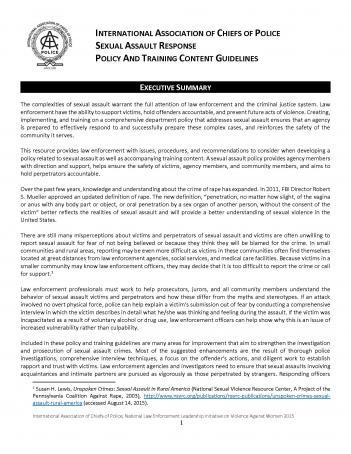 INTERNATIONAL ASSOCIATION OF CHIEFS OF POLICE
SEXUAL ASSAULT RESPONSE
POLICY AND TRAINING CONTENT GUIDELINES
EXECUTIVE SUMMARY
The complexities of sexual assault warrant the full attention of law enforcement and the criminal justice system. Law
enforcement have the ability to support victims, hold offenders accountable, and prevent future acts of violence. Creating,
implementing, and training on a comprehensive department policy that addresses sexual assault ensures that an agency
is prepared to effectively respond to and successfully prepare these complex cases, and reinforces the safety of the
community it serves.
This resource provides law enforcement with issues, procedures, and recommendations to consider when developing a
policy related to sexual assault as well as accompanying training content. A sexual assault policy provides agency members
with direction and support, helps ensure the safety of victims, agency members, and community members, and aims to
hold perpetrators accountable.
Over the past few years, knowledge and understanding about the crime of rape has expanded. In 2011, FBI Director Robert
S. Mueller approved an updated definition of rape. The new definition, “penetration, no matter how slight, of the vagina
or anus with any body part or object, or oral penetration by a sex organ of another person, without the consent of the
victim” better reflects the realities of sexual assault and will provide a better understanding of sexual violence in the
United States.
There are still many misperceptions about victims and perpetrators of sexual assault and victims are often unwilling to
report sexual assault for fear of not being believed or because they think they will be blamed for the crime. In small
communities and rural areas, reporting may be even more difficult as victims in these communities often find themselves
located at great distances from law enforcement agencies, social services, and medical care facilities. Because victims in a
smaller community may know law enforcement officers, they may decide that it is too difficult to report the crime or call
for support.¹
Law enforcement professionals must work to help prosecutors, jurors, and all community members understand the
behavior of sexual assault victims and perpetrators and how these differ from the myths and stereotypes. If an attack
involved no overt physical force, police can help explain a victim's submission out of fear by conducting a comprehensive
interview in which the victim describes in detail what he/she was thinking and feeling during the assault. If the victim was
incapacitated as a result of voluntary alcohol or drug use, law enforcement officers can help show why this is an issue of
increased vulnerability rather than culpability.
Included in these policy and training guidelines are many areas for improvement that aim to strengthen the investigation
and prosecution of sexual assault crimes. Most of the suggested enhancements are the result of thorough police
investigations, comprehensive interview techniques, a focus on the offender's actions, and diligent work to establish
rapport and trust with victims. Law enforcement agencies and investigators need to ensure that sexual assaults involving
acquaintances and intimate partners are pursued as vigorously as those perpetrated by strangers. Responding officers
¹ Susan H. Lewis, Unspoken Crimes: Sexual Assault in Rural America (National Sexual Violence Resource Center, A Project of the
Pennsylvania Coalition Against Rape, 2003), http://www.nsvrc.org/publications/nsvrc-publications/unspoken-crimes-sexual-
assault-rural-america (accessed August 14, 2015).
International Association of Chiefs of Police; National Law Enforcement Leadership Initiative on Violence Against Women 2015
1